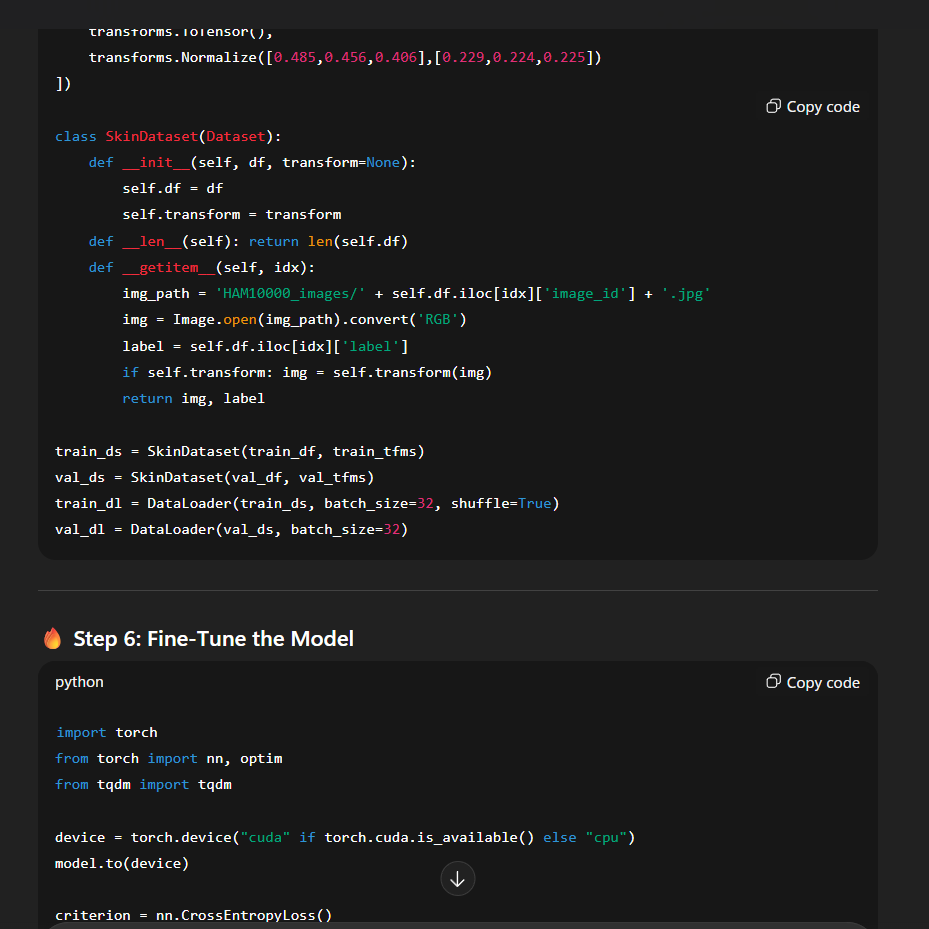 transforms.ToTensor(),
    transforms.Normalize([0.485,0.456,0.406],[0.229,0.224,0.225])
])
Copy code
class SkinDataset(Dataset):
    def __init__(self, df, transform=None):
        self.df = df
        self.transform = transform
    def __len__(self): return len(self.df)
    def __getitem__(self, idx):
        img_path = 'HAM10000_images/' + self.df.iloc[idx]['image_id'] + '.jpg'
        img = Image.open(img_path).convert('RGB')
        label = self.df.iloc[idx]['label']
        if self.transform: img = self.transform(img)
        return img, label
train_ds = SkinDataset(train_df, train_tfms)
val_ds = SkinDataset(val_df, val_tfms)
train_dl = DataLoader(train_ds, batch_size=32, shuffle=True)
val_dl = DataLoader(val_ds, batch_size=32)
🔥 Step 6: Fine-Tune the Model
python
Copy code
import torch
from torch import nn, optim
from tqdm import tqdm
device = torch.device("cuda" if torch.cuda.is_available() else "cpu")
model.to(device)
criterion = nn.CrossEntropyLoss()